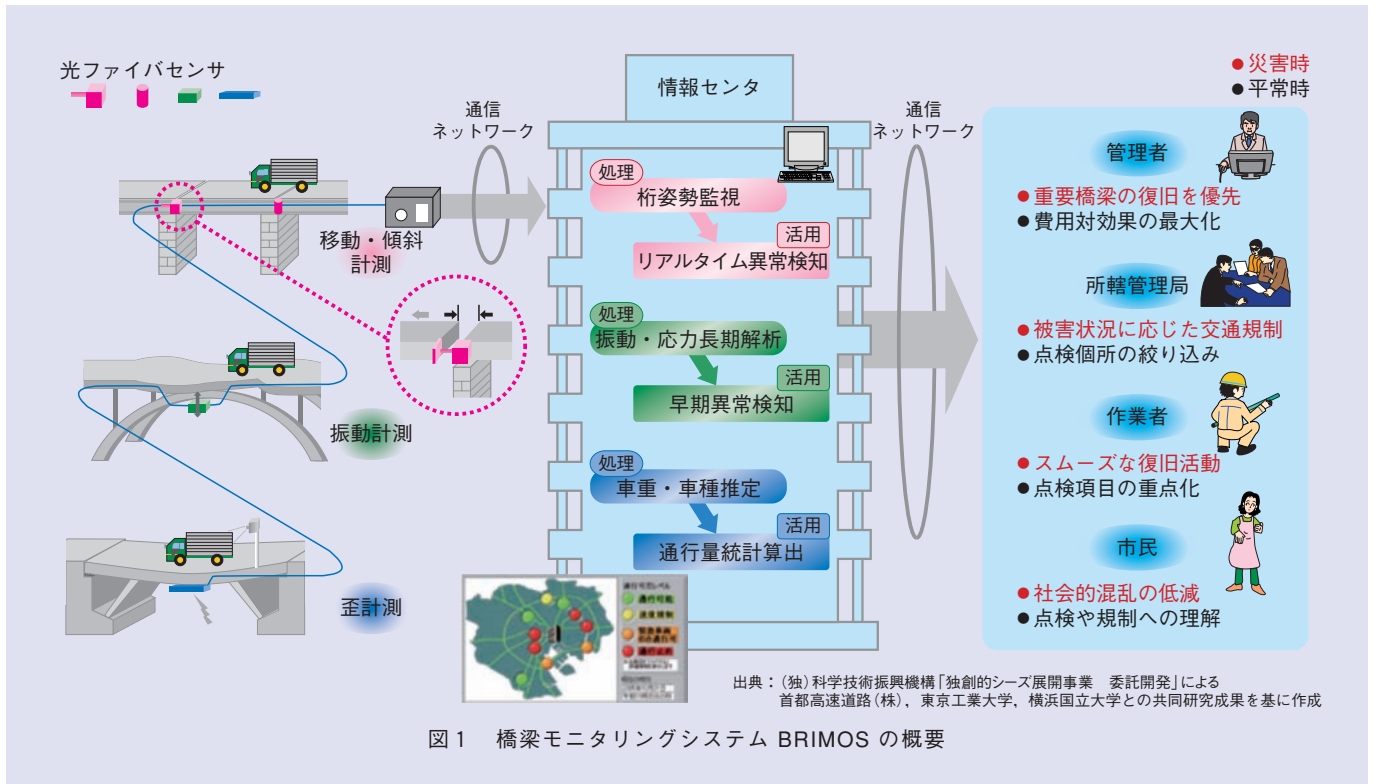 光ファイバセンサ
移動・傾斜
計測
振動計測
歪計測
通信
ネットワーク
情報センタ
処理
桁姿勢監視
活用
リアルタイム異常検知
処理
振動・応力長期解析
活用
早期異常検知
処理
車重・車種推定
活用
通行量統計算出
通行可能
通行止め
通信
ネットワーク
●災害時
●平常時
管理者
●重要橋梁の復旧を優先
●費用対効果の最大化
所轄管理局
●被害状況に応じた交通規制
●点検個所の絞り込み
作業者
●スムーズな復旧活動
●点検項目の重点化
市民
●社会的混乱の低減
●点検や規制への理解
出典：（独）科学技術振興機構「独創的シーズ展開事業 委託開発」による
首都高速道路（株），東京工業大学，横浜国立大学との共同研究成果を基に作成
図1 橋梁モニタリングシステム BRIMOS の概要